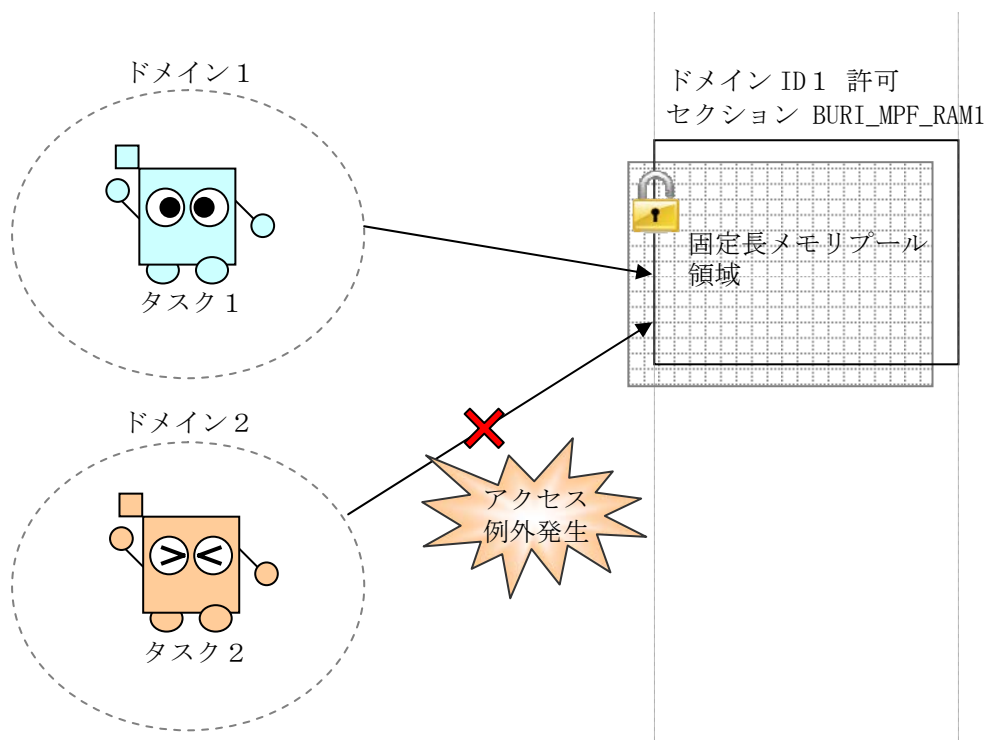 ドメイン１
ドメイン ID１ 許可
セクション BURI_MPF_RAM1
固定長メモリプール
領域
タスク１
ドメイン２
アクセス
例外発生
タスク２